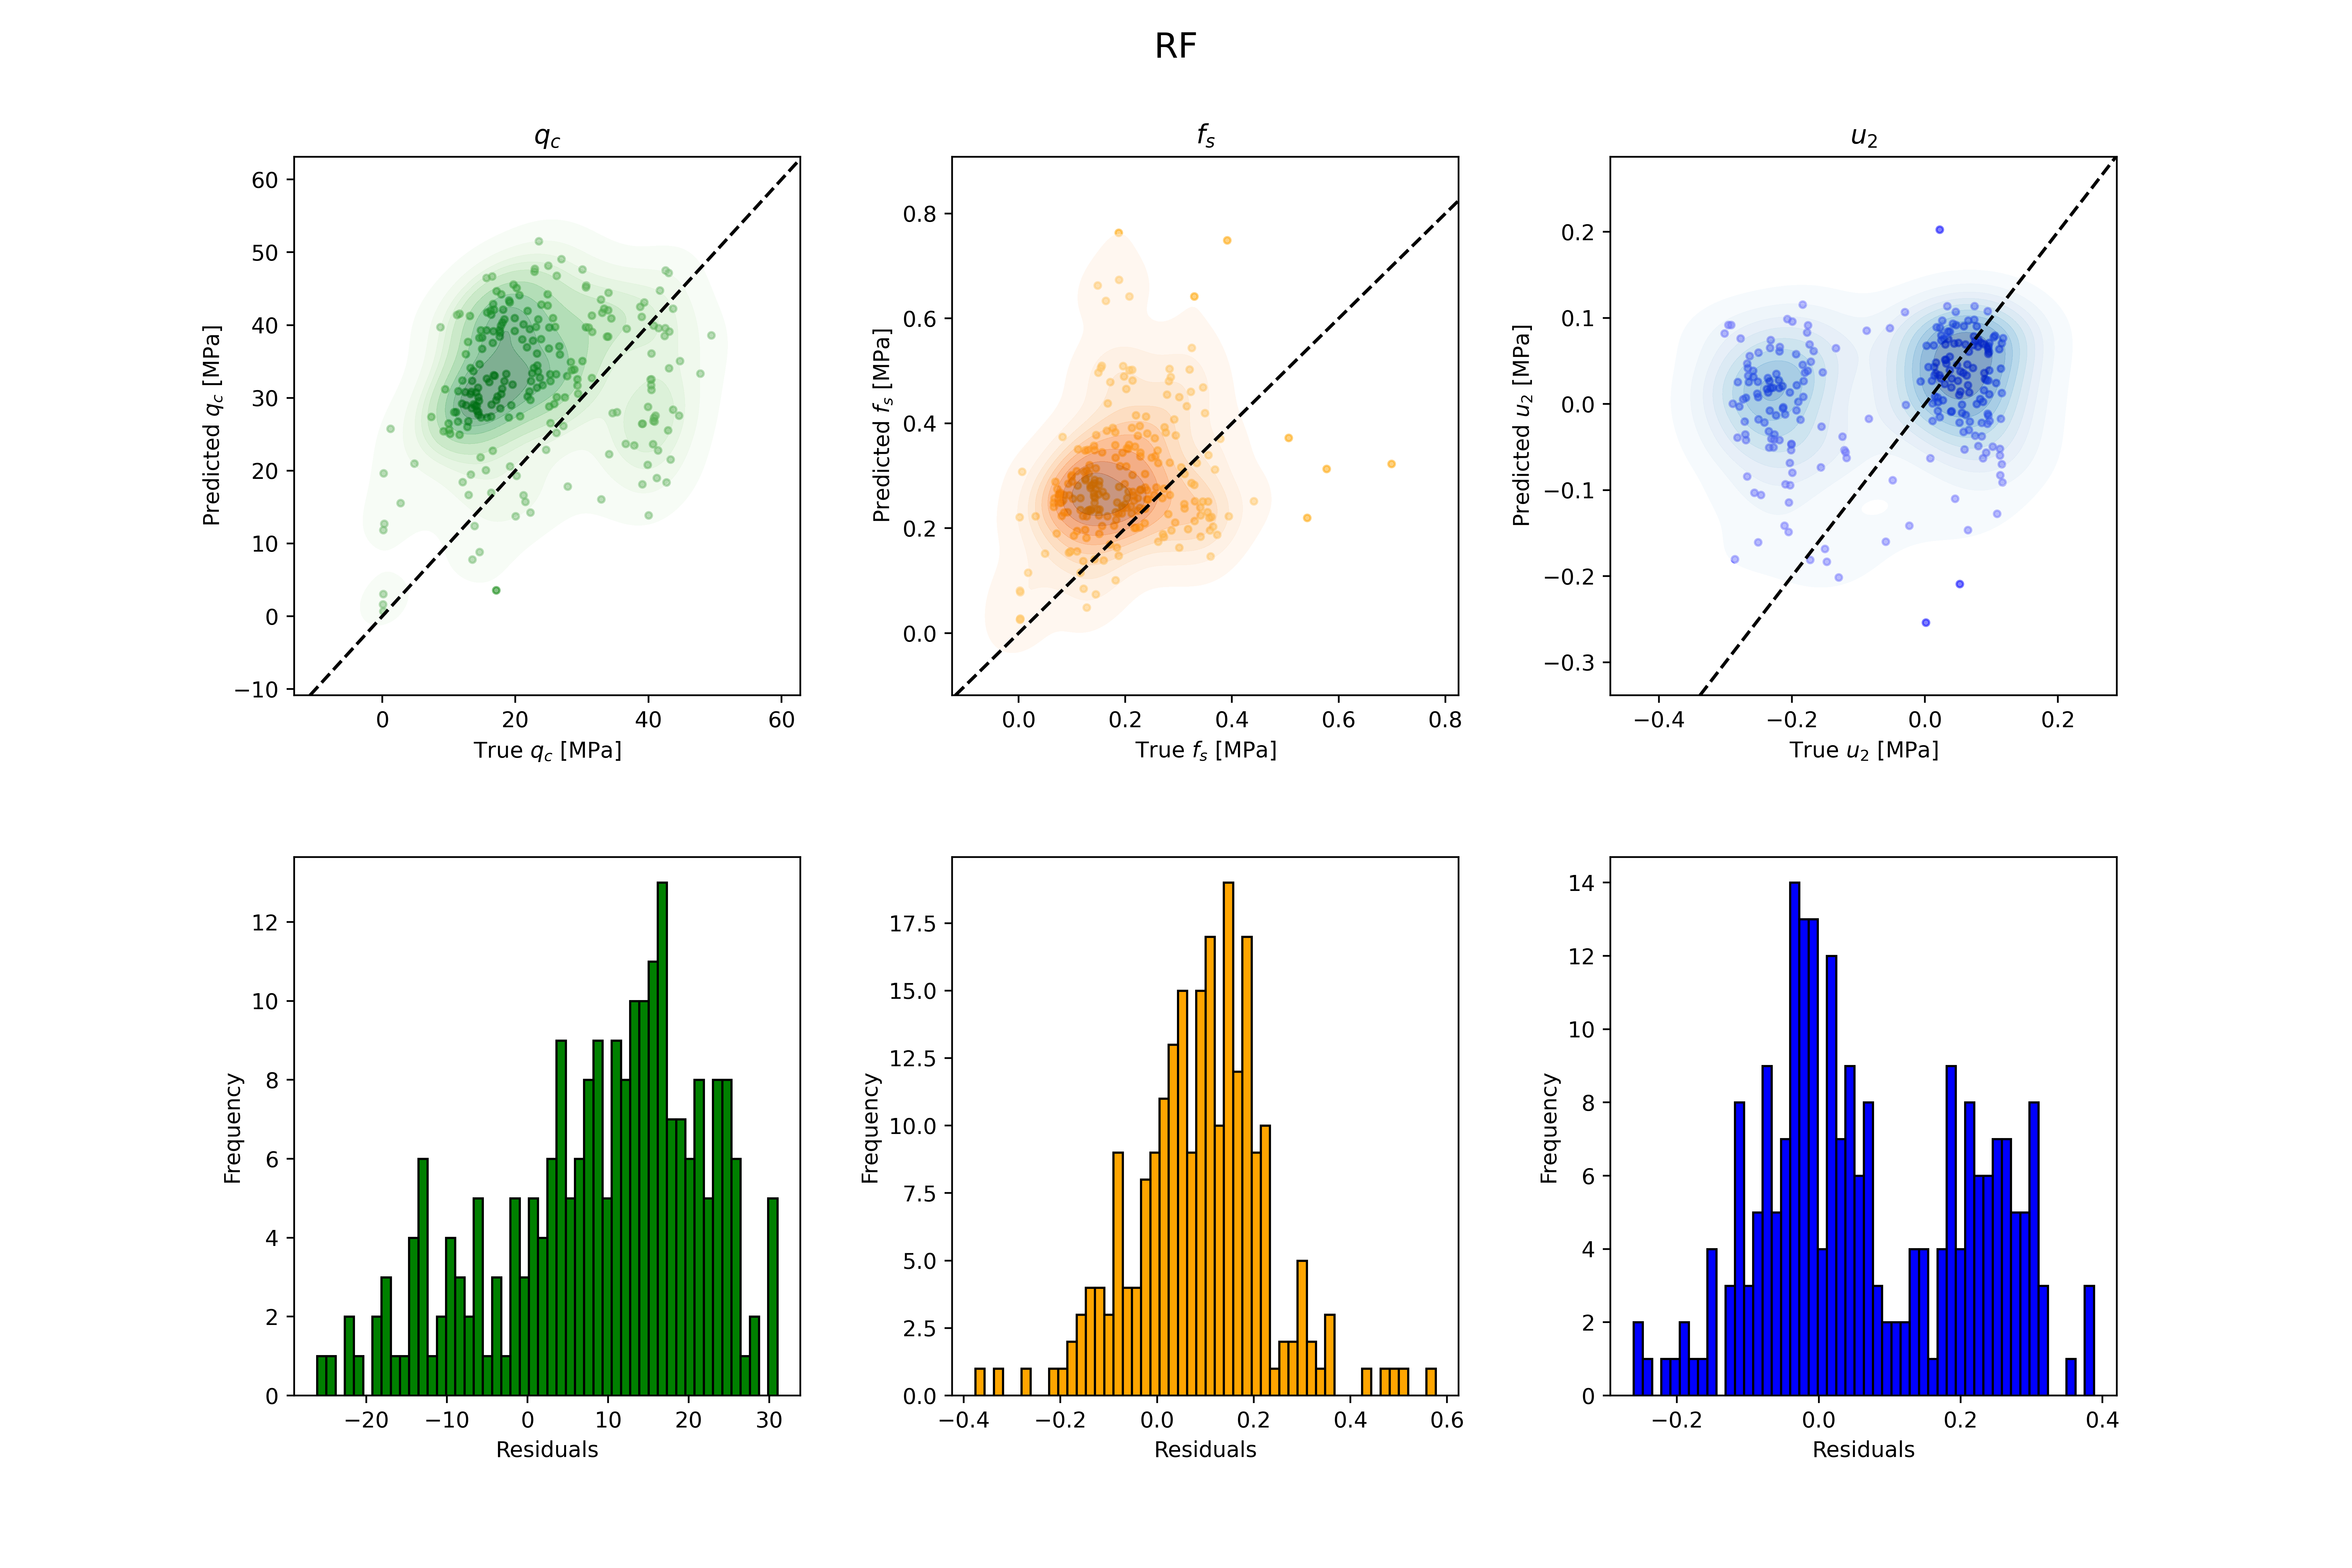 RF
q_c
60
50
40
30
20
10
0
−10
Predicted q_c [MPa]
0 20 40 60
True q_c [MPa]
f_s
0.8
0.6
0.4
0.2
0.0
Predicted f_s [MPa]
0.0 0.2 0.4 0.6 0.8
True f_s [MPa]
u_2
0.2
0.1
0.0
−0.1
−0.2
−0.3
Predicted u_2 [MPa]
−0.4 −0.2 0.0 0.2
True u_2 [MPa]
12
10
8
6
4
2
0
Frequency
−20 −10 0 10 20 30
Residuals
17.5
15.0
12.5
10.0
7.5
5.0
2.5
0.0
Frequency
−0.4 −0.2 0.0 0.2 0.4 0.6
Residuals
14
12
10
8
6
4
2
0
Frequency
−0.2 0.0 0.2 0.4
Residuals